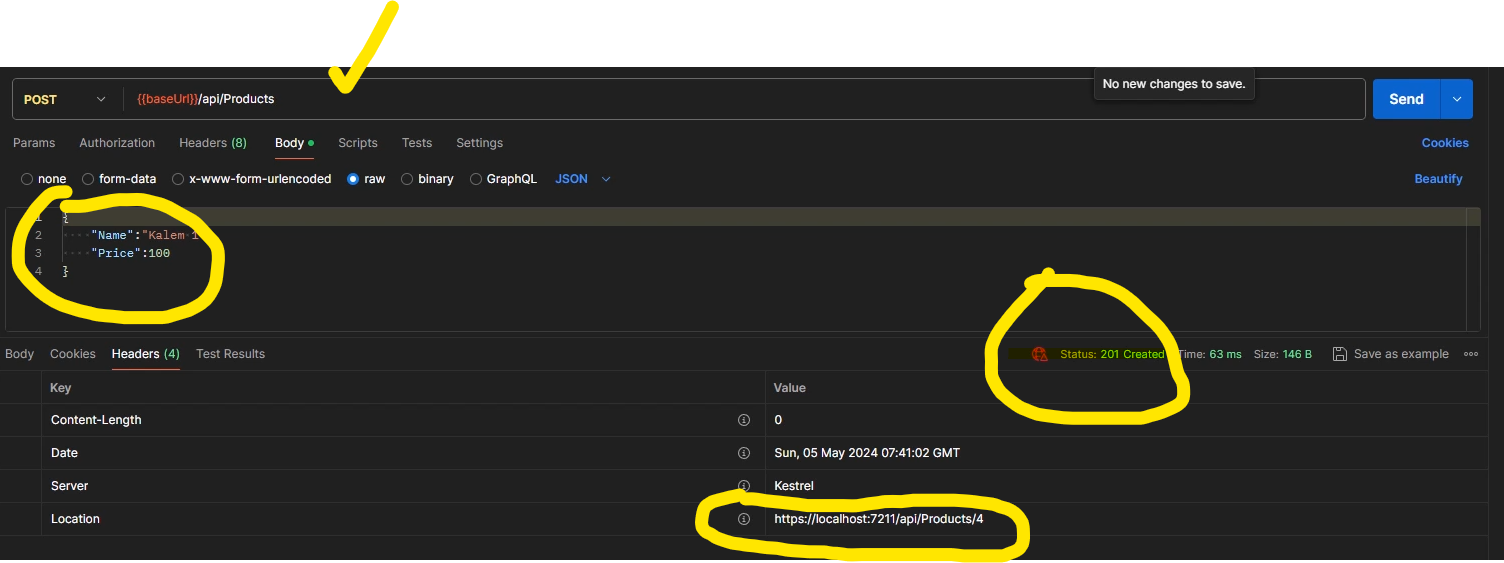 No new changes to save.
POST {{baseUrl}}/api/Products Send
Params Authorization Headers (8) Body Scripts Tests Settings Cookies
none form-data x-www-form-urlencoded raw binary GraphQL JSON Beautify
1 {
2 "Name":"Kalem 1
3 "Price":100
4 }
Body Cookies Headers (4) Test Results Status: 201 Created Time: 63 ms Size: 146 B Save as example
Key Value
Content-Length 0
Date Sun, 05 May 2024 07:41:02 GMT
Server Kestrel
Location https://localhost:7211/api/Products/4